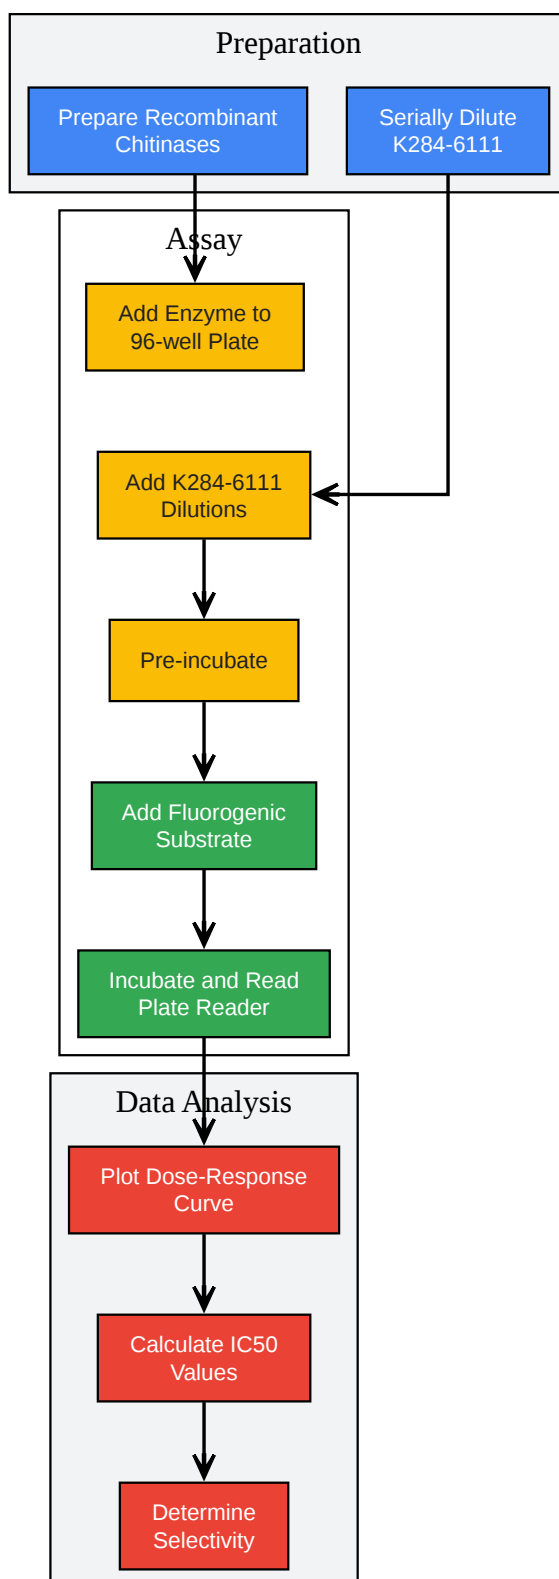 Preparation
Prepare Recombinant
Chitinases
Serially Dilute
K284-6111
Assay
Add Enzyme to
96-well Plate
Add K284-6111
Dilutions
Pre-incubate
Add Fluorogenic
Substrate
Incubate and Read
Plate Reader
Data Analysis
Plot Dose-Response
Curve
Calculate IC50
Values
Determine
Selectivity